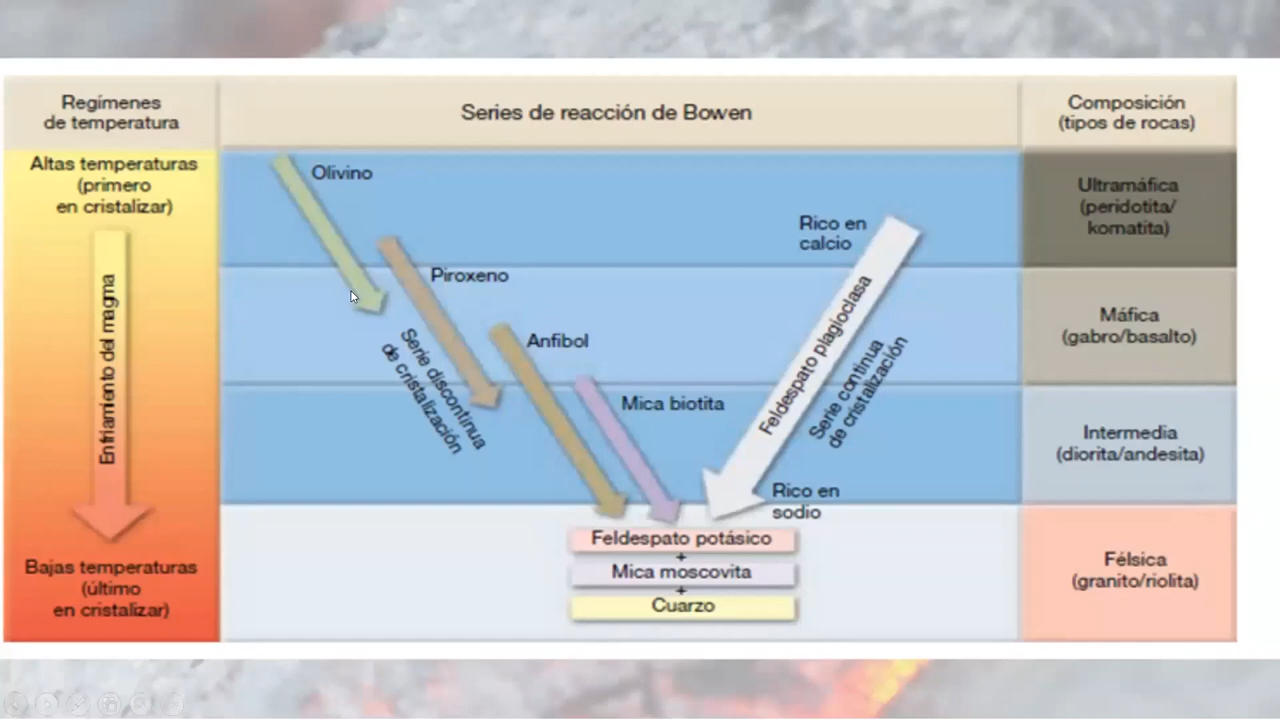 Regímenes
de temperatura
Series de reacción de Bowen
Composición
(tipos de rocas)
Altas temperaturas
(primero
en cristalizar)
Enfriamiento del magma
Bajas temperaturas
(último
en cristalizar)
Olivino
Piroxeno
Anfibol
Mica biotita
Serie discontinua
de cristalización
Rico en
calcio
Feldespato plagioclasa
Serie continua
de cristalización
Rico en
sodio
Feldespato potásico
+
Mica moscovita
+
Cuarzo
Ultramáfica
(peridotita/
komatita)
Máfica
(gabro/basalto)
Intermedia
(diorita/andesita)
Félsica
(granito/riolita)